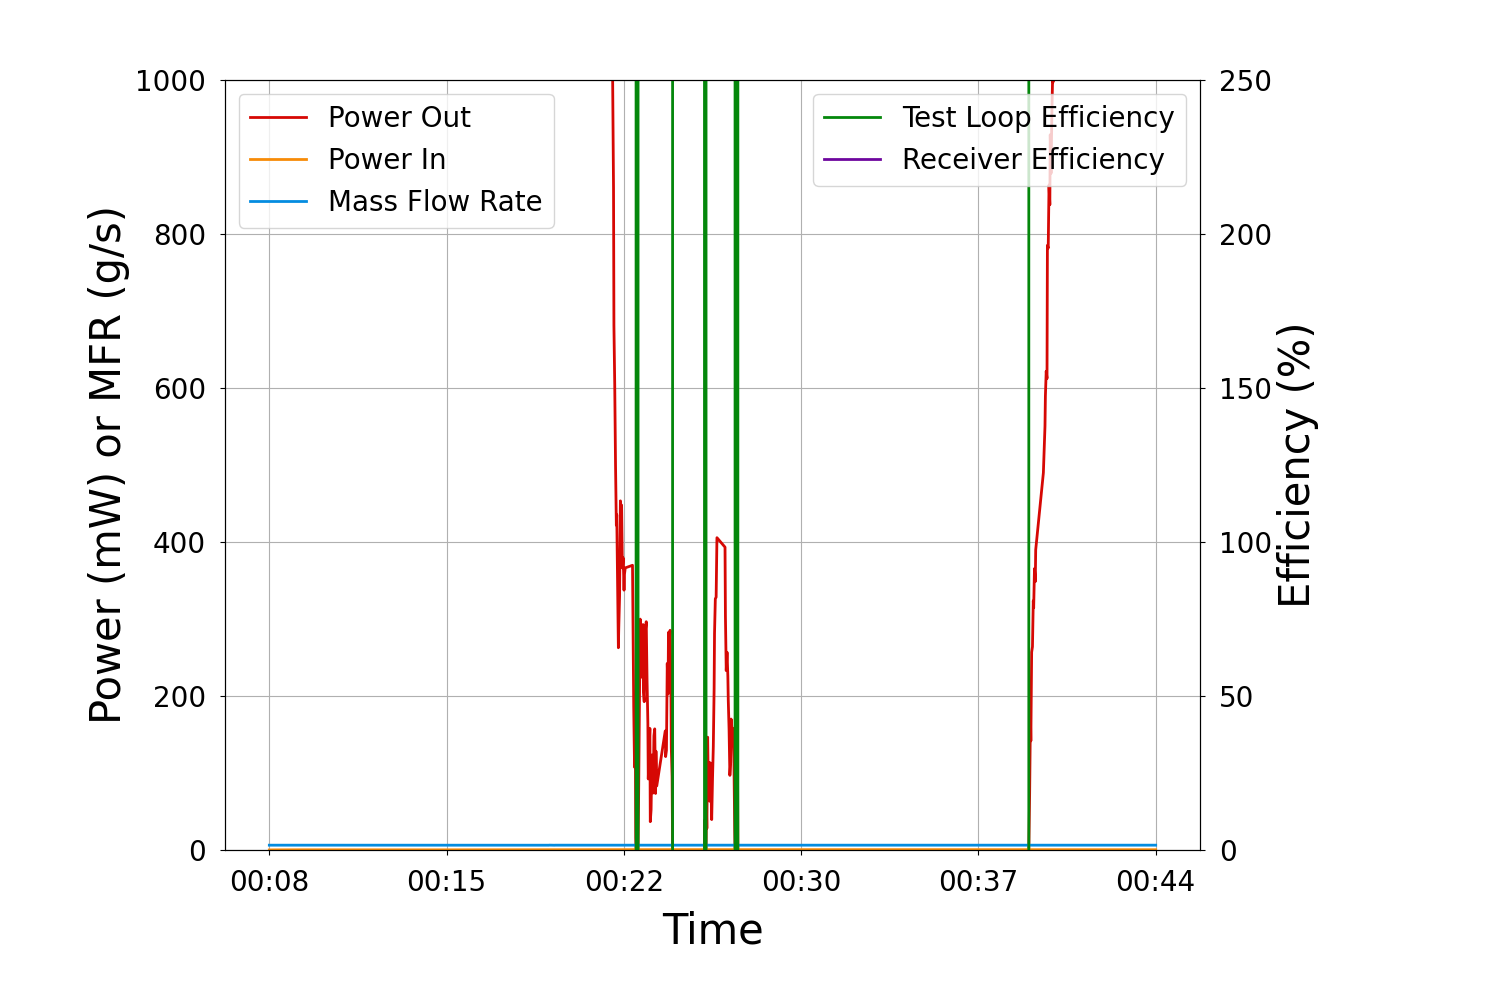 Power Out
Power In
Mass Flow Rate
Test Loop Efficiency
Receiver Efficiency
Power (mW) or MFR (g/s)
1000
800
600
400
200
0
250
200
150
100
50
0
Efficiency (%)
00:08 00:15 00:22 00:30 00:37 00:44
Time